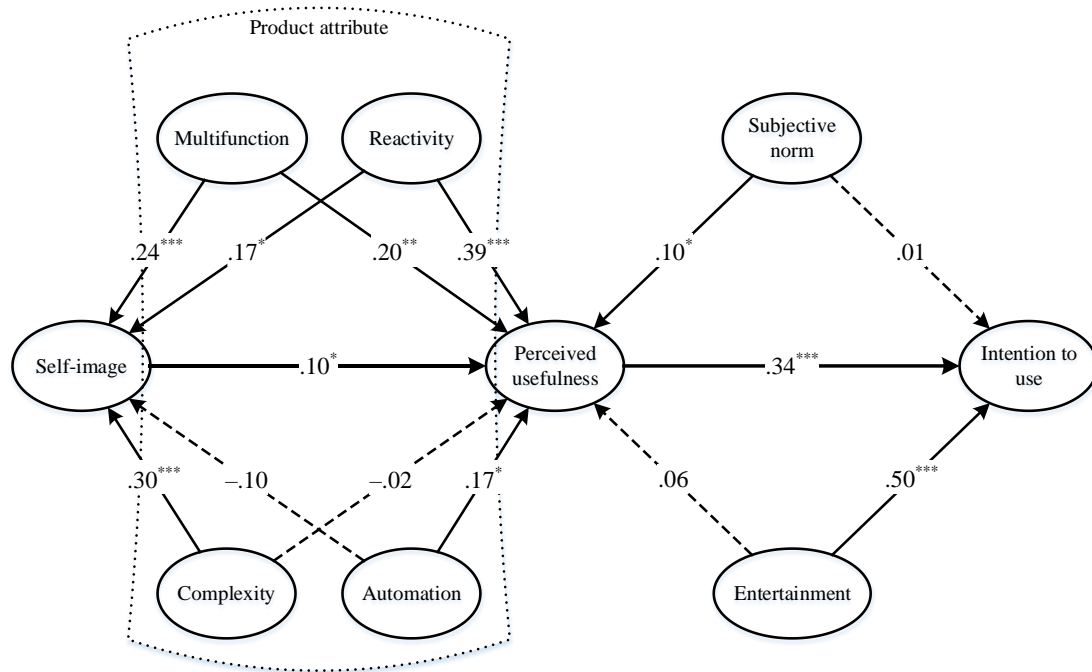 Product attribute
Multifunction
Reactivity
Subjective
norm
.24***
.17*
.20**
.39***
.10*
.01
Self-image
.10*
Perceived
usefulness
.34***
Intention to
use
.30***
–.10
–.02
.17*
.06
.50***
Complexity
Automation
Entertainment